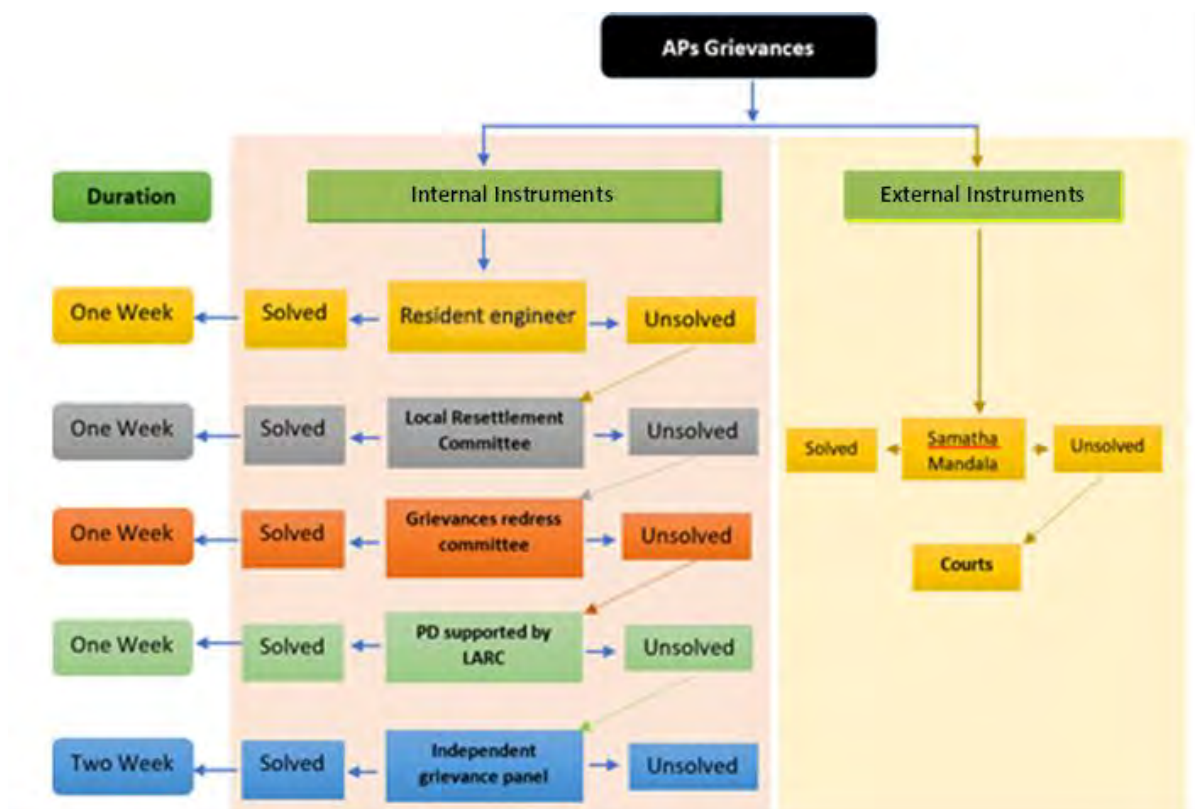 APs Grievances
Duration
Internal Instruments
External Instruments
One Week
Solved
Resident engineer
Unsolved
One Week
Solved
Local Resettlement
Committee
Unsolved
Solved
Samatha
Mandala
Unsolved
One Week
Solved
Grievances redress
committee
Unsolved
Courts
One Week
Solved
PD supported by
LARC
Unsolved
Two Week
Solved
Independent
grievance panel
Unsolved